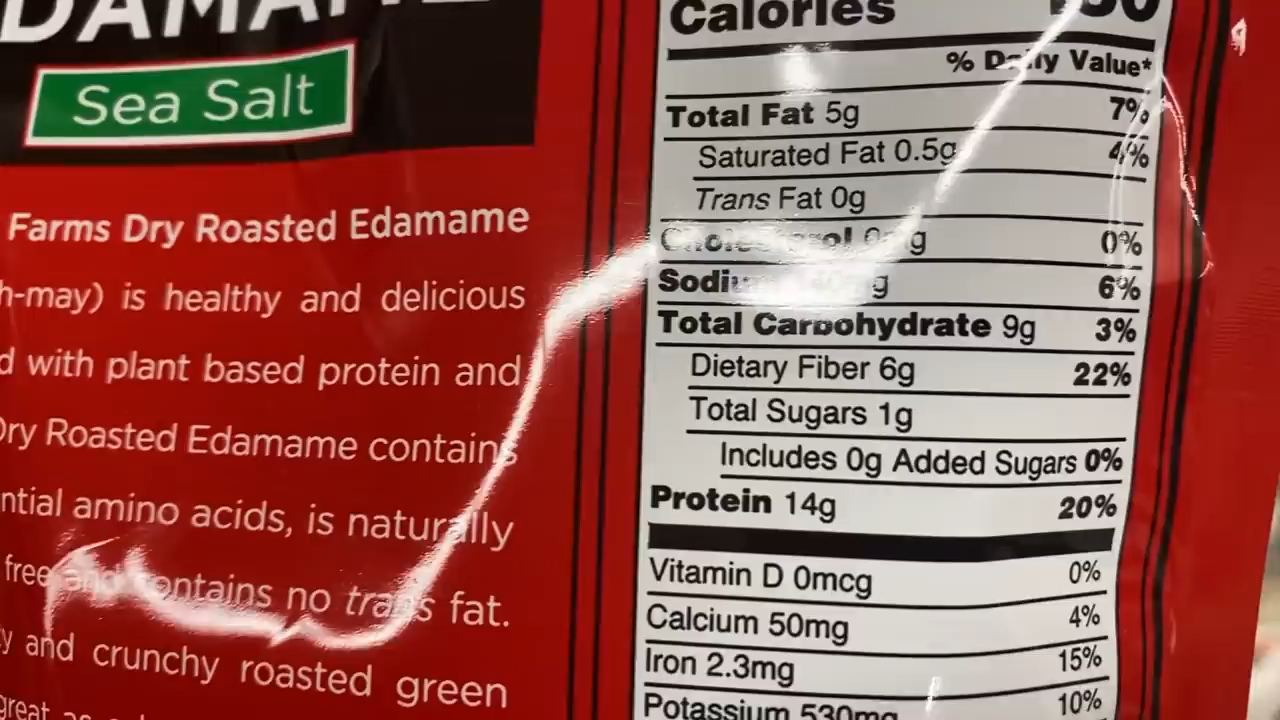 Sea Salt
Farms Dry Roasted Edamame
h-may) is healthy and delicious
d with plant based protein and
Dry Roasted Edamame contains
ntial amino acids, is naturally
free and contains no trans fat.
y and crunchy roasted green
great
Calories
% Daily Value*
Total Fat 5g 7%
Saturated Fat 0.5g 4%
Trans Fat 0g
Cholesterol 0mg 0%
Sodium 140mg 6%
Total Carbohydrate 9g 3%
Dietary Fiber 6g 22%
Total Sugars 1g
Includes 0g Added Sugars 0%
Protein 14g 20%
Vitamin D 0mcg 0%
Calcium 50mg 4%
Iron 2.3mg 15%
Potassium 530mg 10%